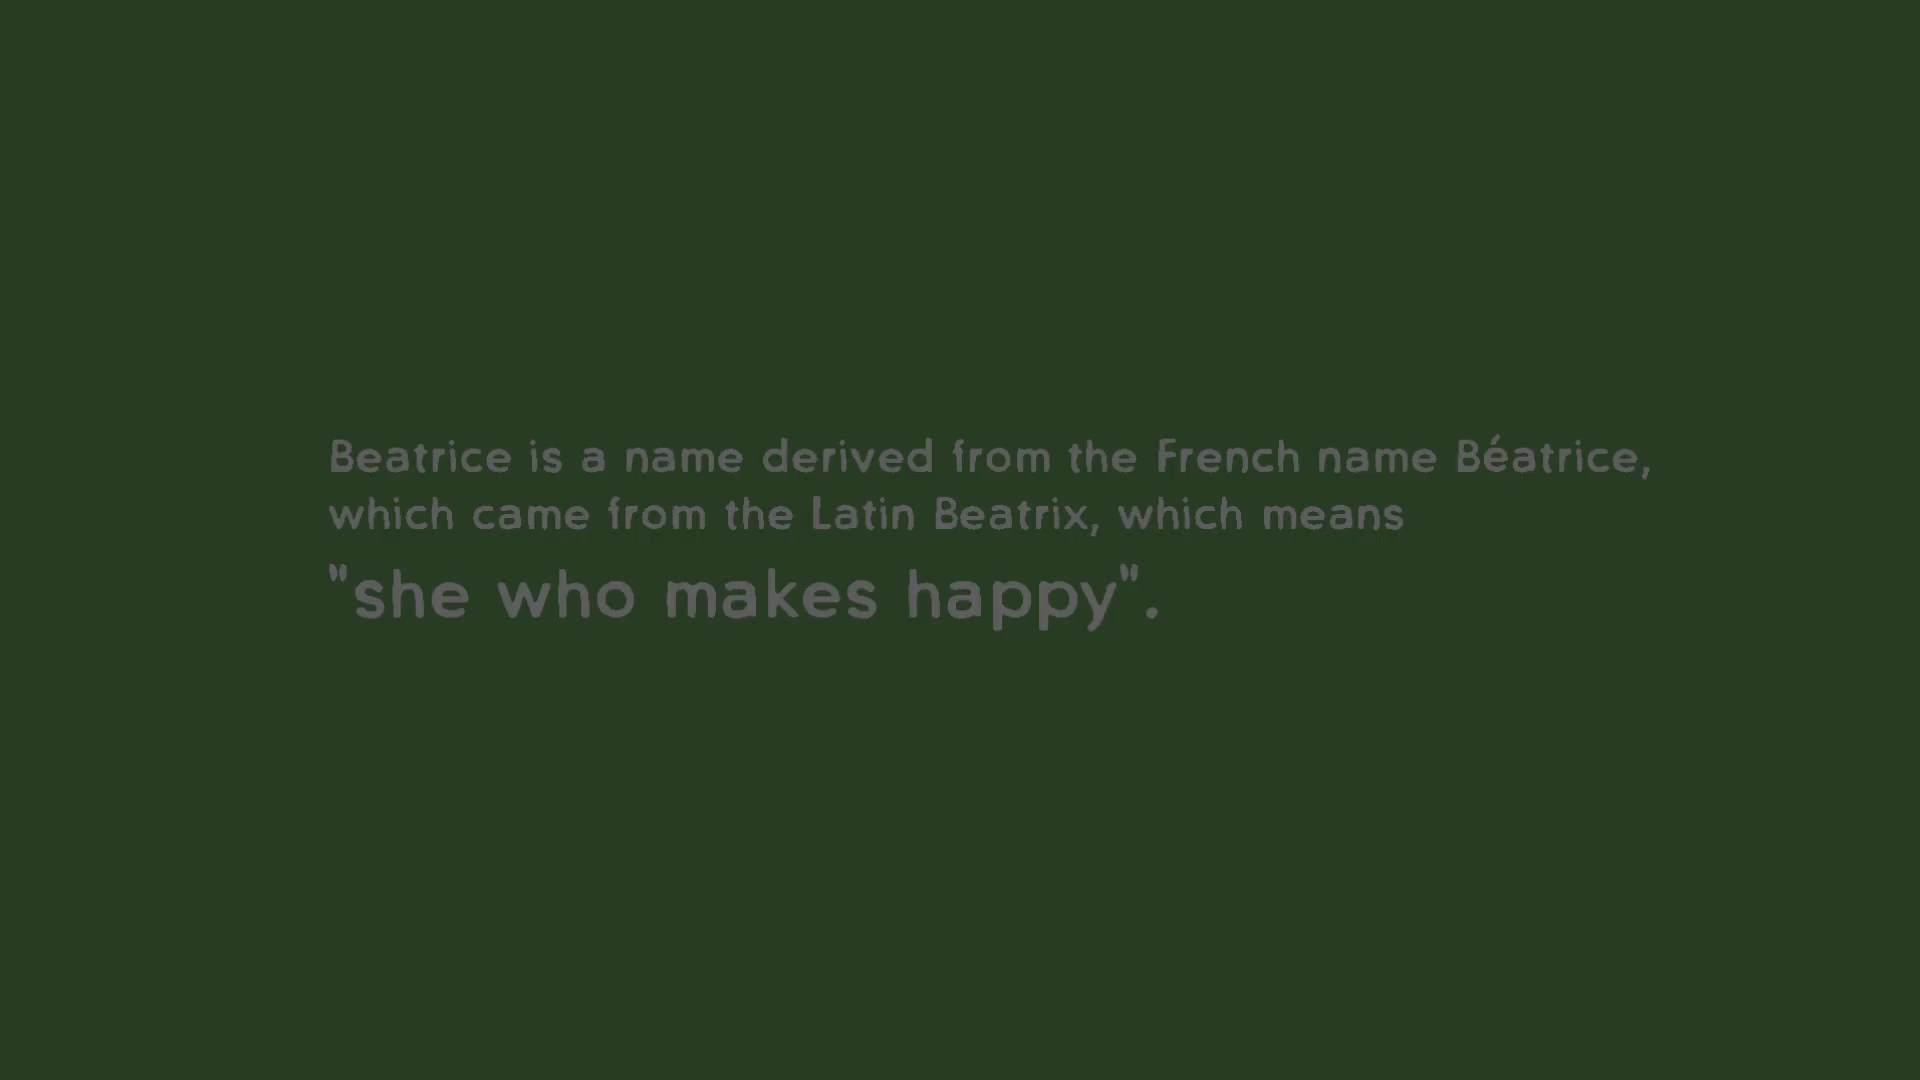 Beatrice is a name derived from the French name Béatrice,
which came from the Latin Beatrix, which means
"she who makes happy".